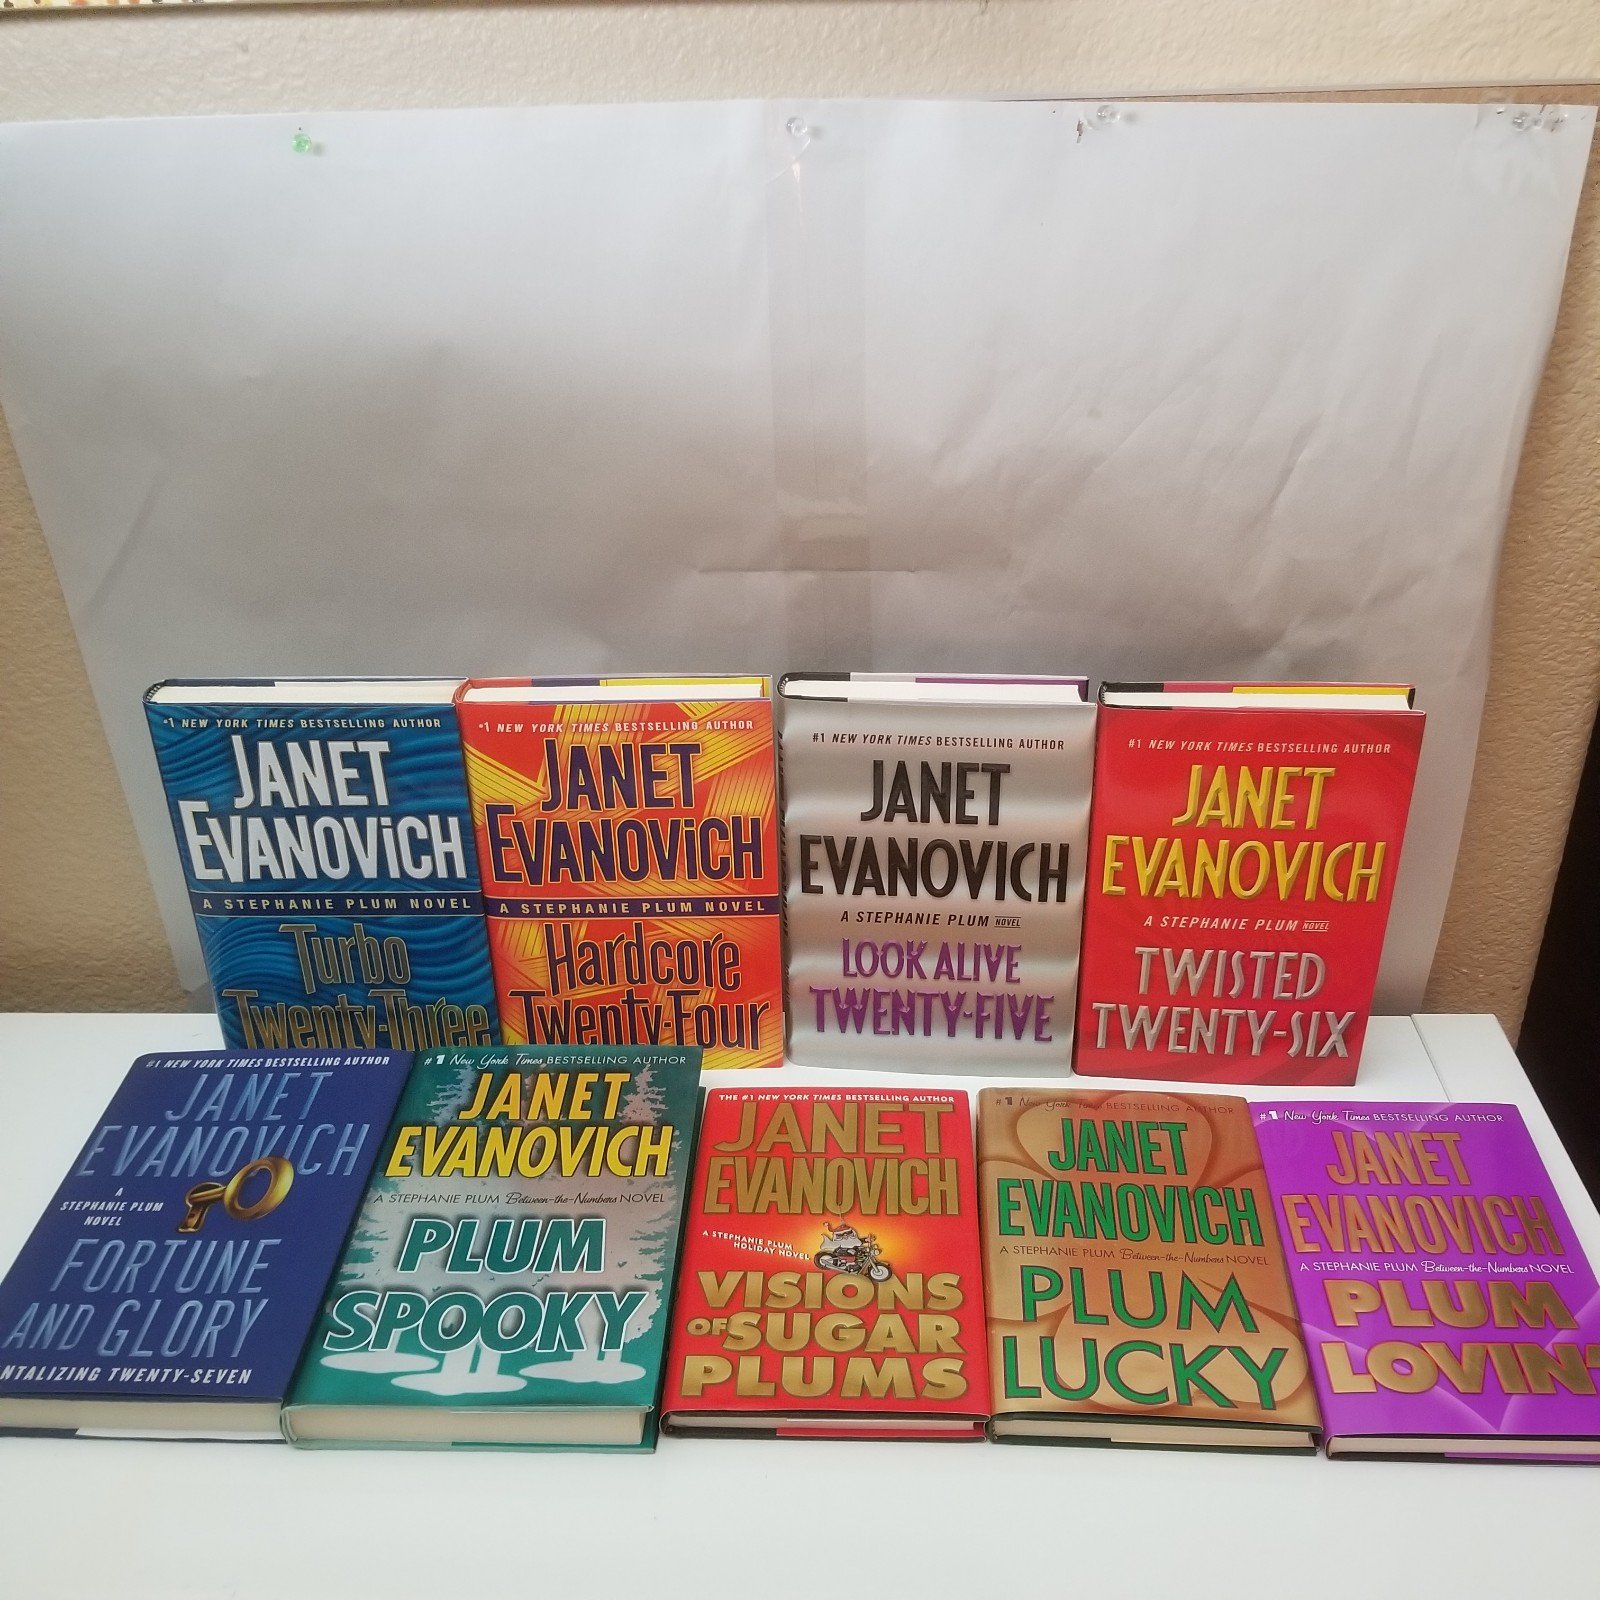 #1 NEW YORK TIMES BESTSELLING AUTHOR
JANET
EVANOViCH
A STEPHANIE PLUM NOVEL
Turbo
Twenty-Three
#1 NEW YORK TIMES BESTSELLING AUTHOR
JANET
EVANOViCH
A STEPHANIE PLUM NOVEL
Hardcore
Twenty-Four
#1 NEW YORK TIMES BESTSELLING AUTHOR
JANET
EVANOVICH
A STEPHANIE PLUM NOVEL
LOOK ALIVE
TWENTY-FIVE
#1 NEW YORK TIMES BESTSELLING AUTHOR
JANET
EVANOVICH
A STEPHANIE PLUM NOVEL
TWISTED
TWENTY-SIX
#1 NEW YORK TIMES BESTSELLING AUTHOR
JANET
EVANOVICH
A
STEPHANIE PLUM
NOVEL
FORTUNE
AND GLORY
NTALIZING TWENTY-SEVEN
#1 New York Times BESTSELLING AUTHOR
JANET
EVANOVICH
A STEPHANIE PLUM Between-the-Numbers NOVEL
PLUM
SPOOKY
THE #1 NEW YORK TIMES BESTSELLING AUTHOR
JANET
EVANOVICH
A STEPHANIE PLUM
HOLIDAY NOVEL
VISIONS
OF SUGAR
PLUMS
#1 New York Times BESTSELLING AUTHOR
JANET
EVANOVICH
A STEPHANIE PLUM Between-the-Numbers NOVEL
PLUM
LUCKY
#1 New York Times BESTSELLING AUTHOR
JANET
EVANOVICH
A STEPHANIE PLUM Between-the-Numbers NOVEL
PLUM
LOVIN'